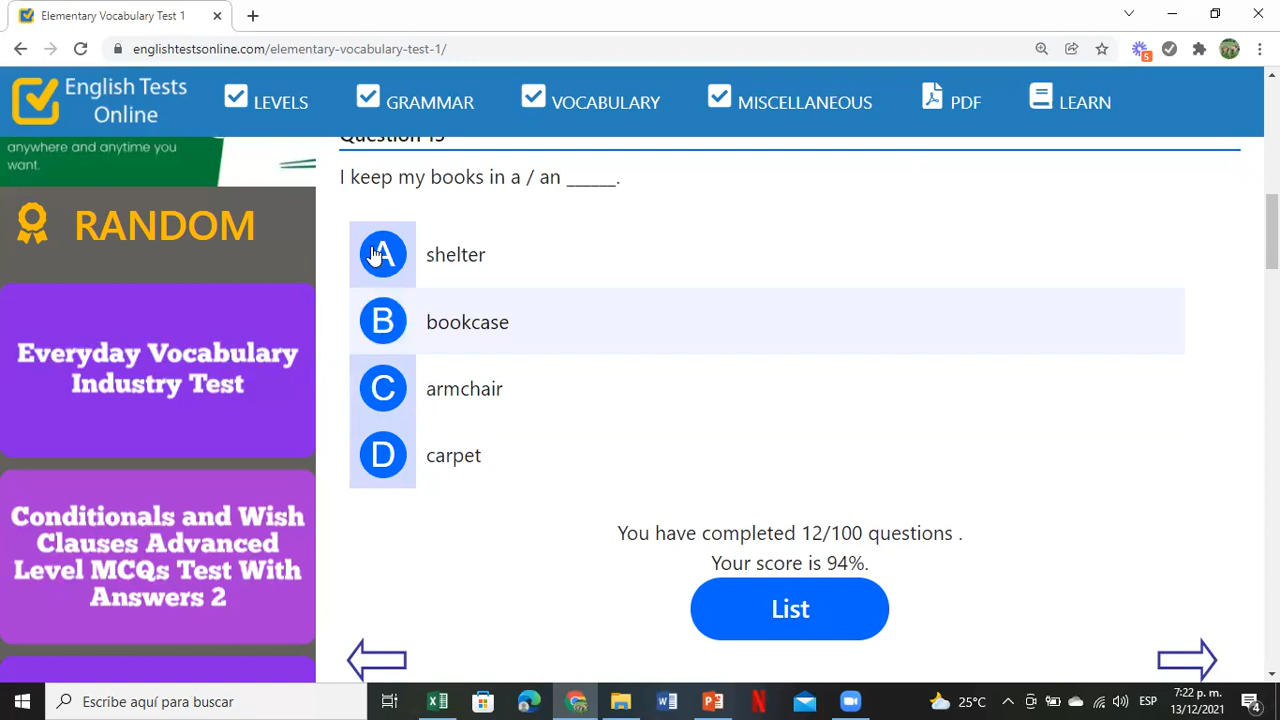 Elementary Vocabulary Test 1
englishtestsonline.com/elementary-vocabulary-test-1/
5
English Tests
Online
LEVELS
GRAMMAR
VOCABULARY
MISCELLANEOUS
PDF
LEARN
anywhere and anytime you
want.
RANDOM
Everyday Vocabulary
Industry Test
Conditionals and Wish
Clauses Advanced
Level MCQs Test With
Answers 2
I keep my books in a / an ______.
A shelter
B bookcase
C armchair
D carpet
You have completed 12/100 questions .
Your score is 94%.
List
Escribe aquí para buscar
25°C
ESP
7:22 p. m.
13/12/2021
4